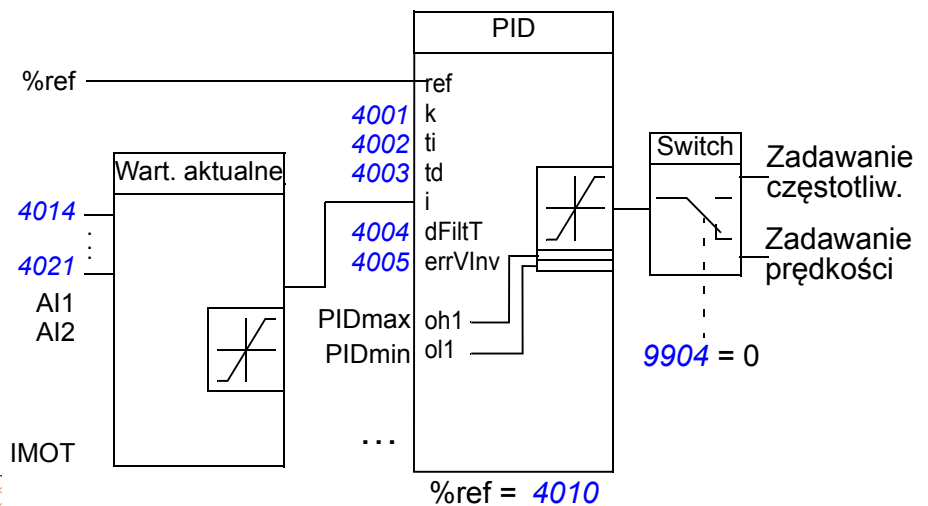 PID
%ref
ref
4001 k
4002 ti
4003 td
i
4004 dFiltT
4005 errVInv
PIDmax oh1
PIDmin ol1
...
%ref = 4010
Wart. aktualne
4014
4021
AI1
AI2
IMOT
Switch
Zadawanie
częstotliw.
Zadawanie
prędkości
9904 = 0